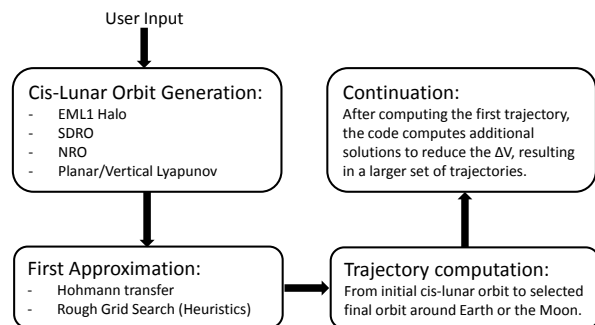 User Input
Cis-Lunar Orbit Generation:
- EML1 Halo
- SDRO
- NRO
- Planar/Vertical Lyapunov
First Approximation:
- Hohmann transfer
- Rough Grid Search (Heuristics)
Trajectory computation:
From initial cis-lunar orbit to selected
final orbit around Earth or the Moon.
Continuation:
After computing the first trajectory,
the code computes additional
solutions to reduce the ΔV, resulting
in a larger set of trajectories.